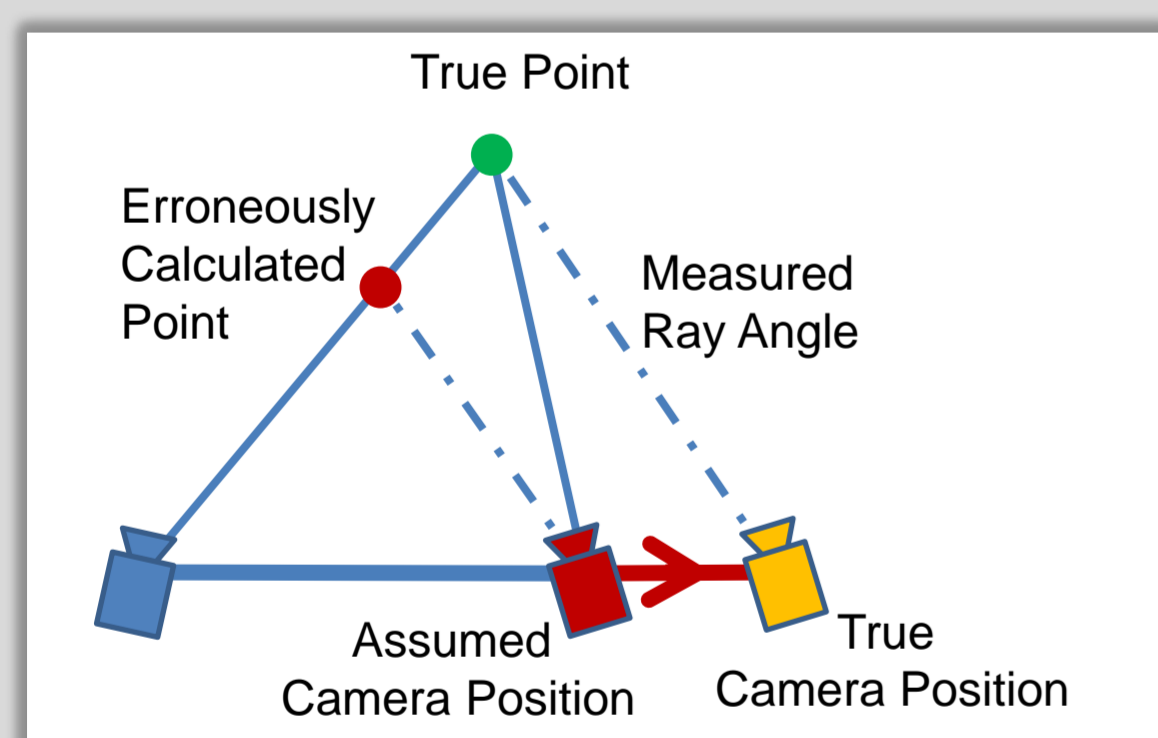 True Point
Erroneously
Calculated
Point
Measured
Ray Angle
Assumed
Camera Position
True
Camera Position